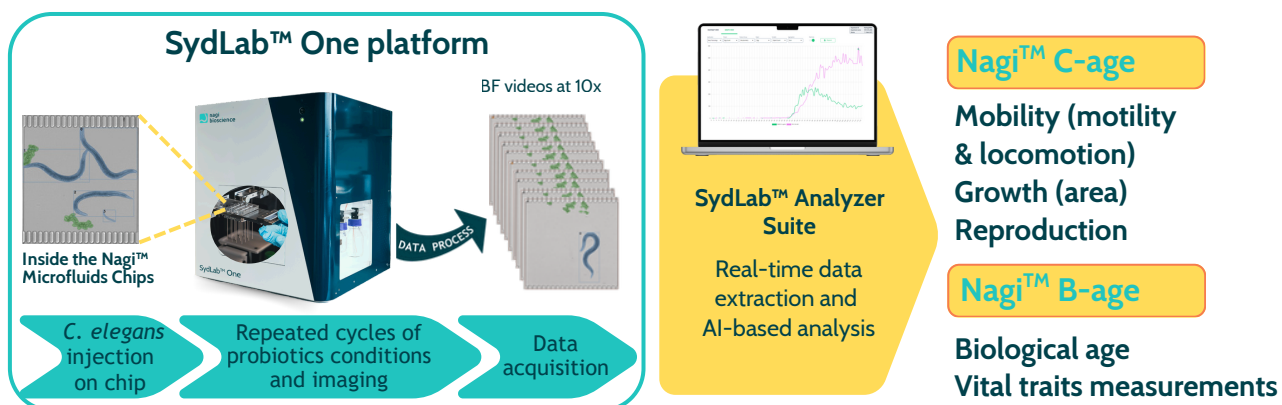 SydLab™ One platform
BF videos at 10x
nagi
bioscience
SydLab™ One
Inside the Nagi™
Microfluids Chips
DATA PROCESS
C. elegans
injection
on chip
Repeated cycles of
probiotics conditions
and imaging
Data
acquisition
SydLab™ Analyzer
Suite
Real-time data
extraction and
AI-based analysis
Nagi™ C-age
Mobility (motility
& locomotion)
Growth (area)
Reproduction
Nagi™ B-age
Biological age
Vital traits measurements